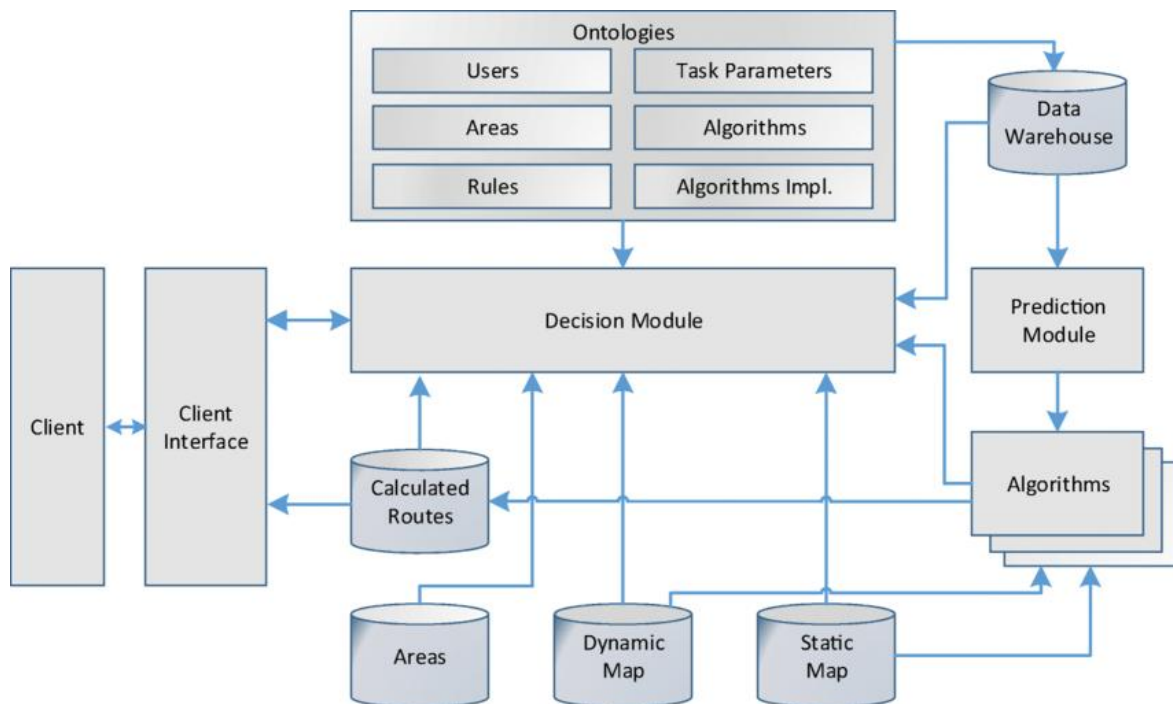 Ontologies
Users
Task Parameters
Areas
Algorithms
Rules
Algorithms Impl.
Data
Warehouse
Decision Module
Prediction
Module
Client
Client
Interface
Calculated
Routes
Algorithms
Areas
Dynamic
Map
Static
Map